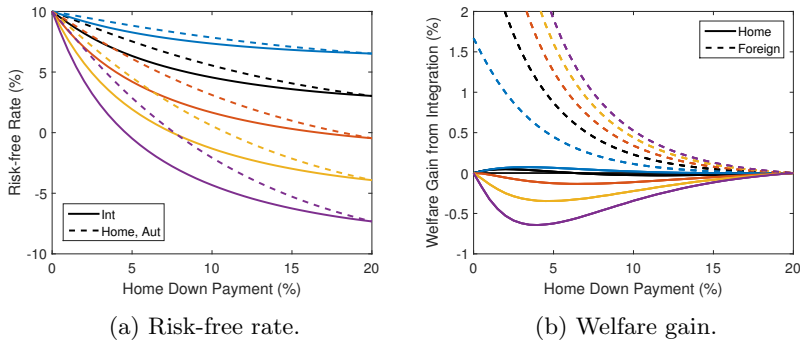 10
5
0
-5
-10
Risk-free Rate (%)
Int
Home, Aut
0 5 10 15 20
Home Down Payment (%)
(a) Risk-free rate.
2
1.5
1
0.5
0
-0.5
-1
Welfare Gain from Integration (%)
Home
Foreign
0 5 10 15 20
Home Down Payment (%)
(b) Welfare gain.